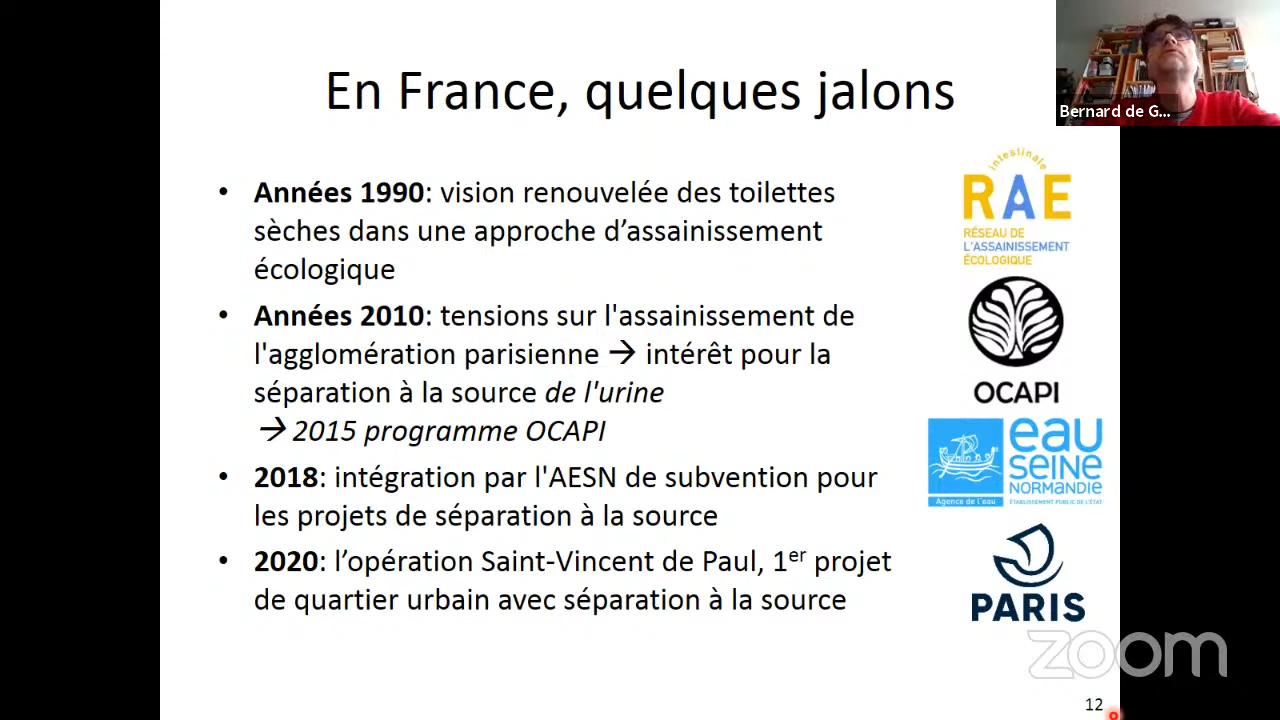 En France, quelques jalons
Bernard de G...
• Années 1990: vision renouvelée des toilettes
sèches dans une approche d’assainissement
écologique
• Années 2010: tensions sur l'assainissement de
l'agglomération parisienne → intérêt pour la
séparation à la source de l'urine
→ 2015 programme OCAPI
• 2018: intégration par l'AESN de subvention pour
les projets de séparation à la source
• 2020: l’opération Saint-Vincent de Paul, 1er projet
de quartier urbain avec séparation à la source
intestinale
RAE
RÉSEAU DE
L'ASSAINISSEMENT
ÉCOLOGIQUE
OCAPI
eau
SEINE
NORMANDIE
Agence de l'eau
ÉTABLISSEMENT PUBLIC DE L'ÉTAT
PARIS
zoom
12